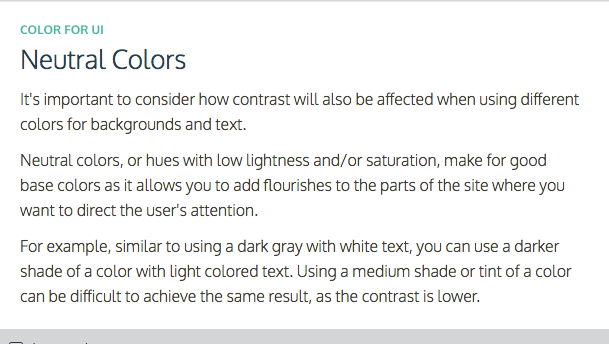 COLOR FOR UI
Neutral Colors
It's important to consider how contrast will also be affected when using different
colors for backgrounds and text.
Neutral colors, or hues with low lightness and/or saturation, make for good
base colors as it allows you to add flourishes to the parts of the site where you
want to direct the user's attention.
For example, similar to using a dark gray with white text, you can use a darker
shade of a color with light colored text. Using a medium shade or tint of a color
can be difficult to achieve the same result, as the contrast is lower.